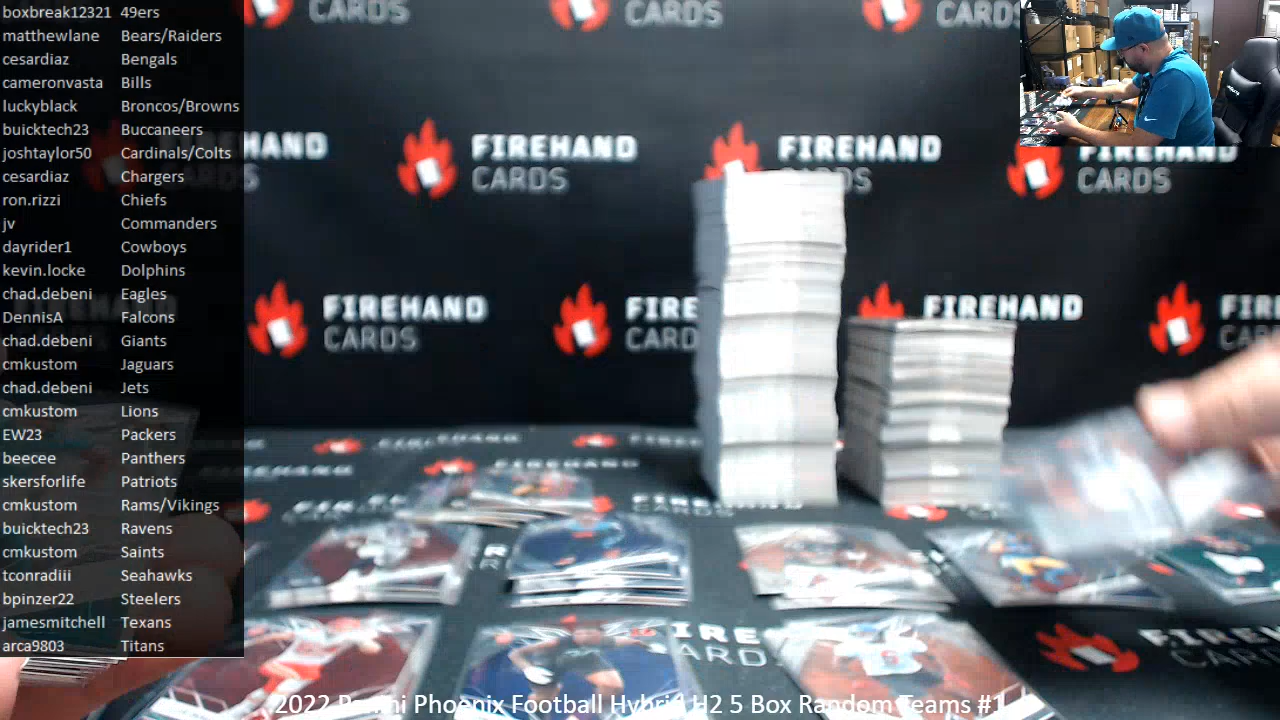 boxbreak12321 49ers
matthewlane Bears/Raiders
cesardiaz Bengals
cameronvasta Bills
luckyblack Broncos/Browns
buicktech23 Buccaneers
joshtaylor50 Cardinals/Colts
cesardiaz Chargers
ron.rizzi Chiefs
jv Commanders
dayrider1 Cowboys
kevin.locke Dolphins
chad.debeni Eagles
DennisA Falcons
chad.debeni Giants
cmkustom Jaguars
chad.debeni Jets
cmkustom Lions
EW23 Packers
beecee Panthers
skersforlife Patriots
cmkustom Rams/Vikings
buicktech23 Ravens
cmkustom Saints
tconradiii Seahawks
bpinzer22 Steelers
jamesmitchell Texans
arca9803 Titans
FIREHAND
CARDS
FIREHAND
CARDS
FIREHAND
CARDS
FIREHAND
CARDS
FIREHAND
CARDS
FIREHAND
CARDS
FIREHAND
2022 Panini Phoenix Football Hybrid H2 5 Box Random Teams #1